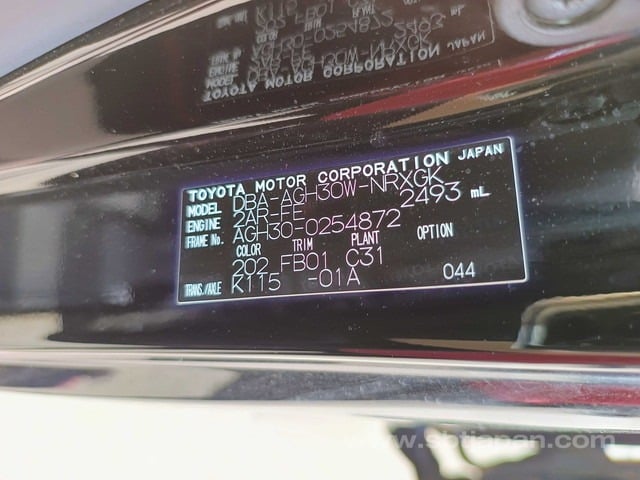 TOYOTA MOTOR CORPORATION JAPAN
MODEL DBA-AGH30W-NRXGK
ENGINE 2AR-FE 2493 mL
FRAME No. AGH30-0254872
COLOR TRIM PLANT OPTION
202 FB01 C31
TRANS./AXLE K115 -01A 044
www.sbtjapan.com